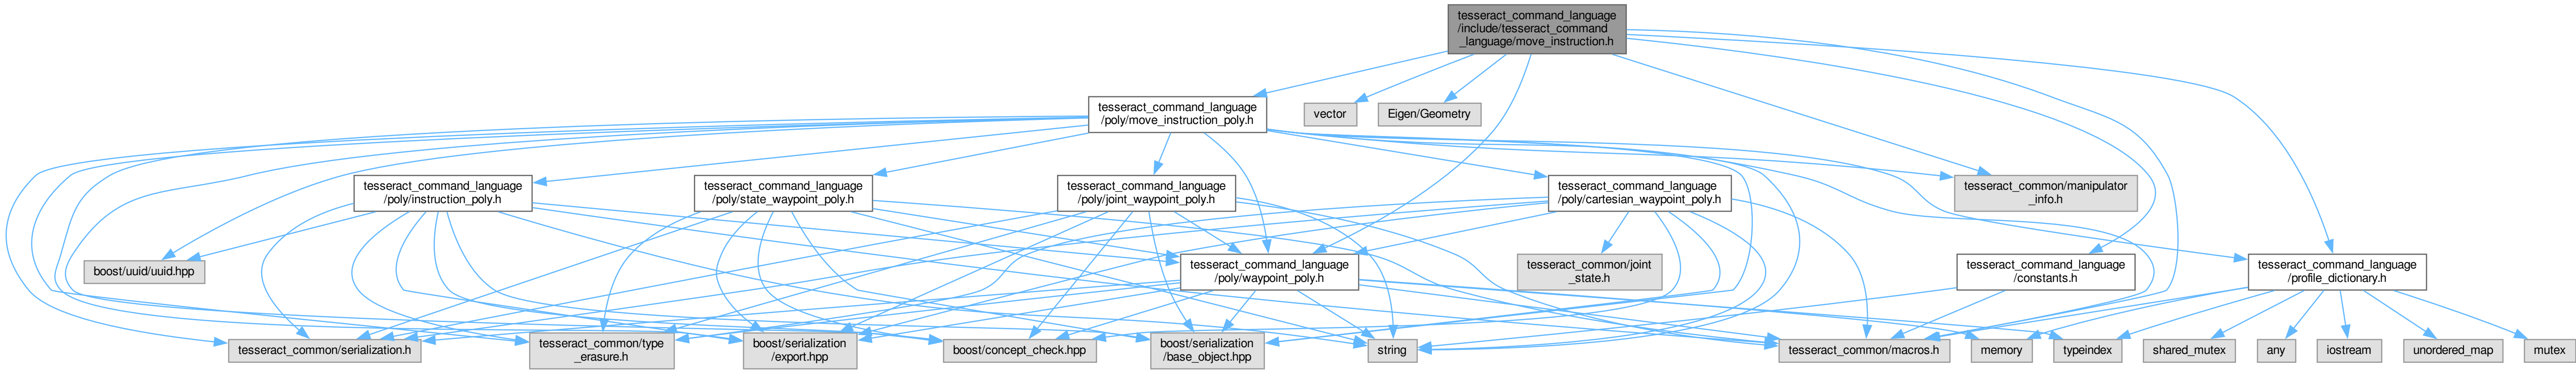 tesseract_command_language
/include/tesseract_command
_language/move_instruction.h
tesseract_command_language
/poly/move_instruction_poly.h
vector
Eigen/Geometry
tesseract_command_language
/poly/instruction_poly.h
tesseract_command_language
/poly/state_waypoint_poly.h
tesseract_command_language
/poly/joint_waypoint_poly.h
tesseract_command_language
/poly/cartesian_waypoint_poly.h
tesseract_common/manipulator
_info.h
boost/uuid/uuid.hpp
tesseract_command_language
/poly/waypoint_poly.h
tesseract_common/joint
_state.h
tesseract_command_language
/constants.h
tesseract_command_language
/profile_dictionary.h
tesseract_common/serialization.h
tesseract_common/type
_erasure.h
boost/serialization
/export.hpp
boost/concept_check.hpp
boost/serialization
/base_object.hpp
string
tesseract_common/macros.h
memory
typeindex
shared_mutex
any
iostream
unordered_map
mutex